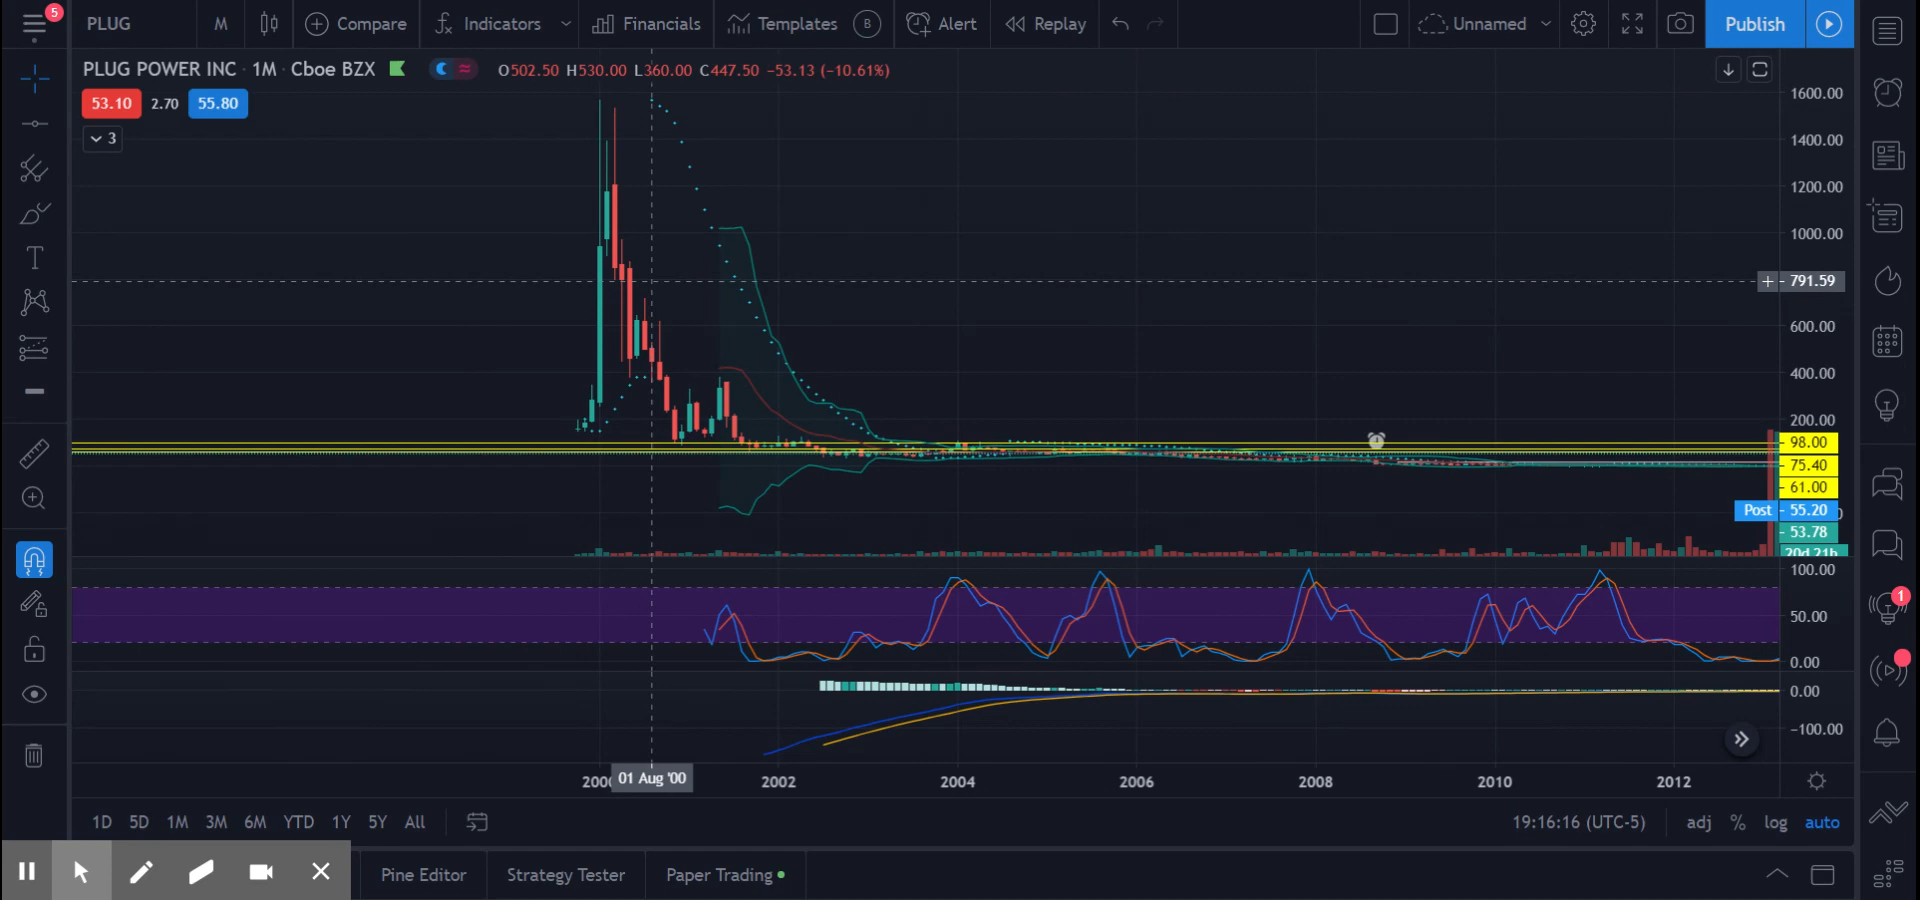 5
PLUG M Compare Indicators Financials Templates B Alert Replay Unnamed Publish
PLUG POWER INC · 1M · Cboe BZX O502.50 H530.00 L360.00 C447.50 −53.13 (−10.61%)
53.10 2.70 55.80
3
1600.00
1400.00
1200.00
1000.00
791.59
600.00
400.00
200.00
98.00
75.40
61.00
Post 55.20
53.78
20d 21h
100.00
50.00
0.00
0.00
−100.00
1
01 Aug '00 2002 2004 2006 2008 2010 2012
1D 5D 1M 3M 6M YTD 1Y 5Y All 19:16:16 (UTC-5) adj % log auto
Pine Editor Strategy Tester Paper Trading